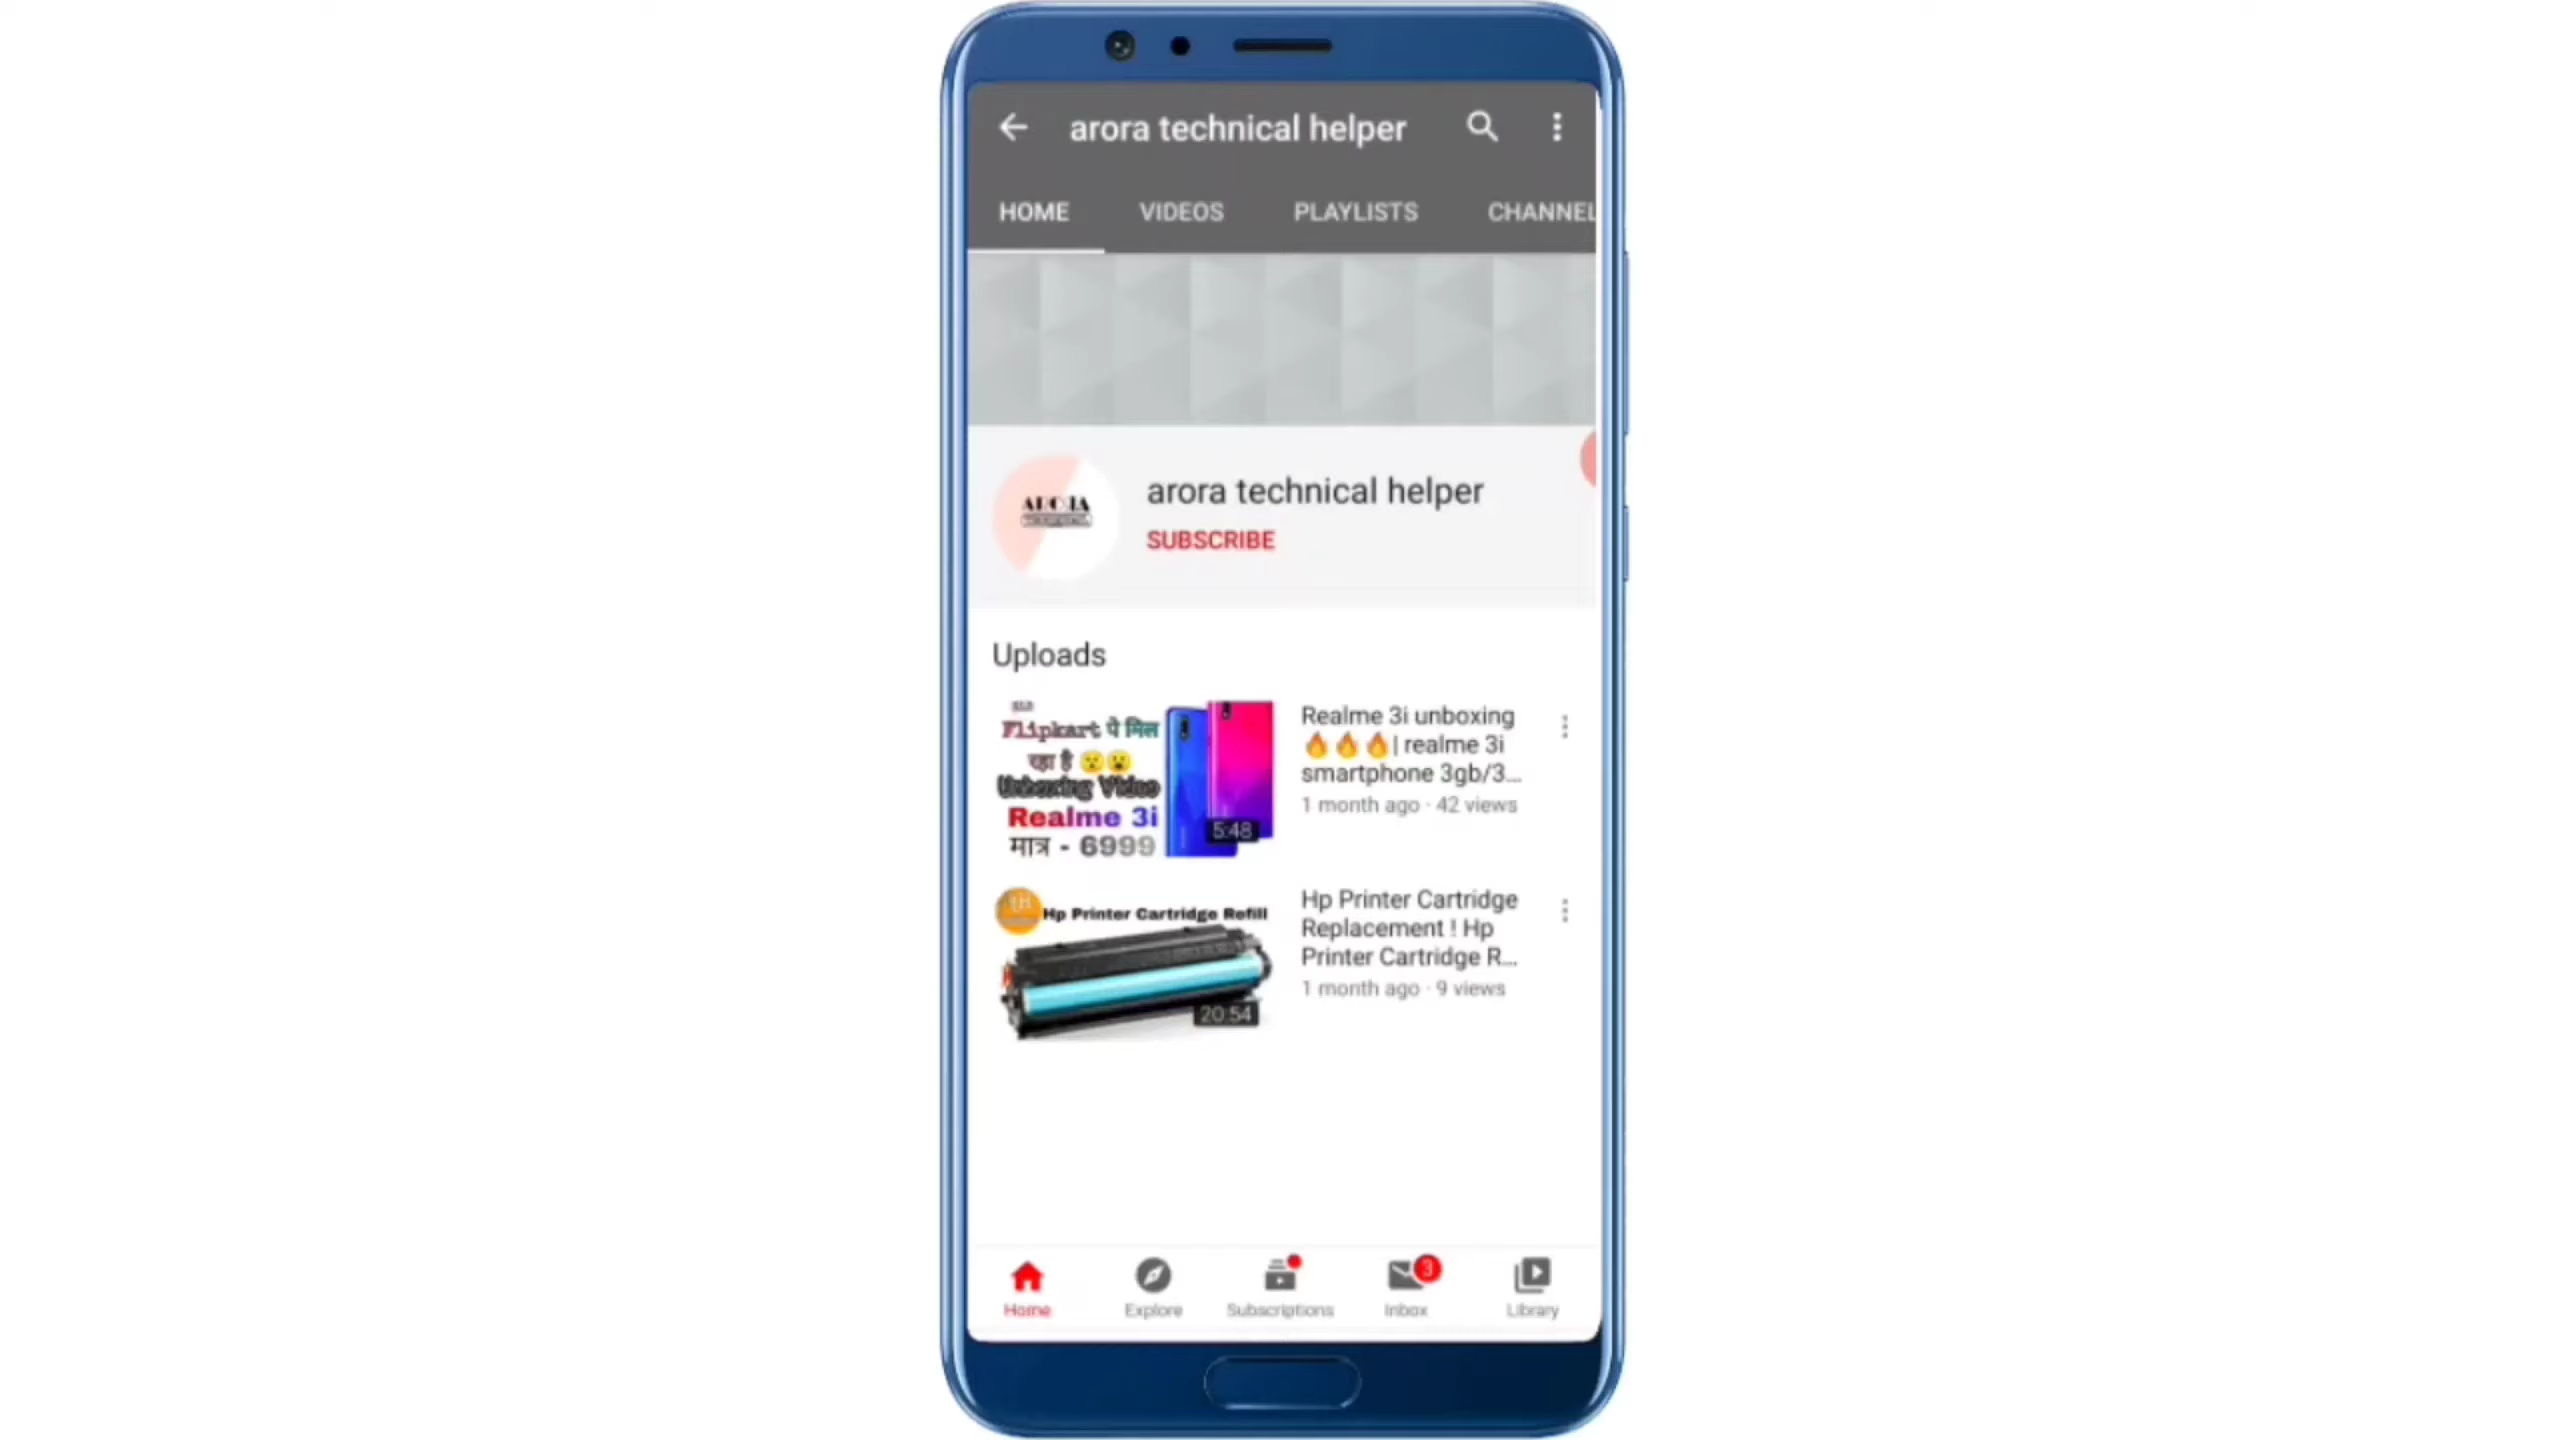 arora technical helper
HOME VIDEOS PLAYLISTS CHANNEL
arora technical helper
SUBSCRIBE
Uploads
Flipkart पे मिल
रहा है 😲😲
Unboxing Video
Realme 3i
मात्र - 6999
5:48
Realme 3i unboxing
🔥🔥🔥| realme 3i
smartphone 3gb/3...
1 month ago · 42 views
Hp Printer Cartridge Refill
20:54
Hp Printer Cartridge
Replacement ! Hp
Printer Cartridge R...
1 month ago · 9 views
3
Home Explore Subscriptions Inbox Library